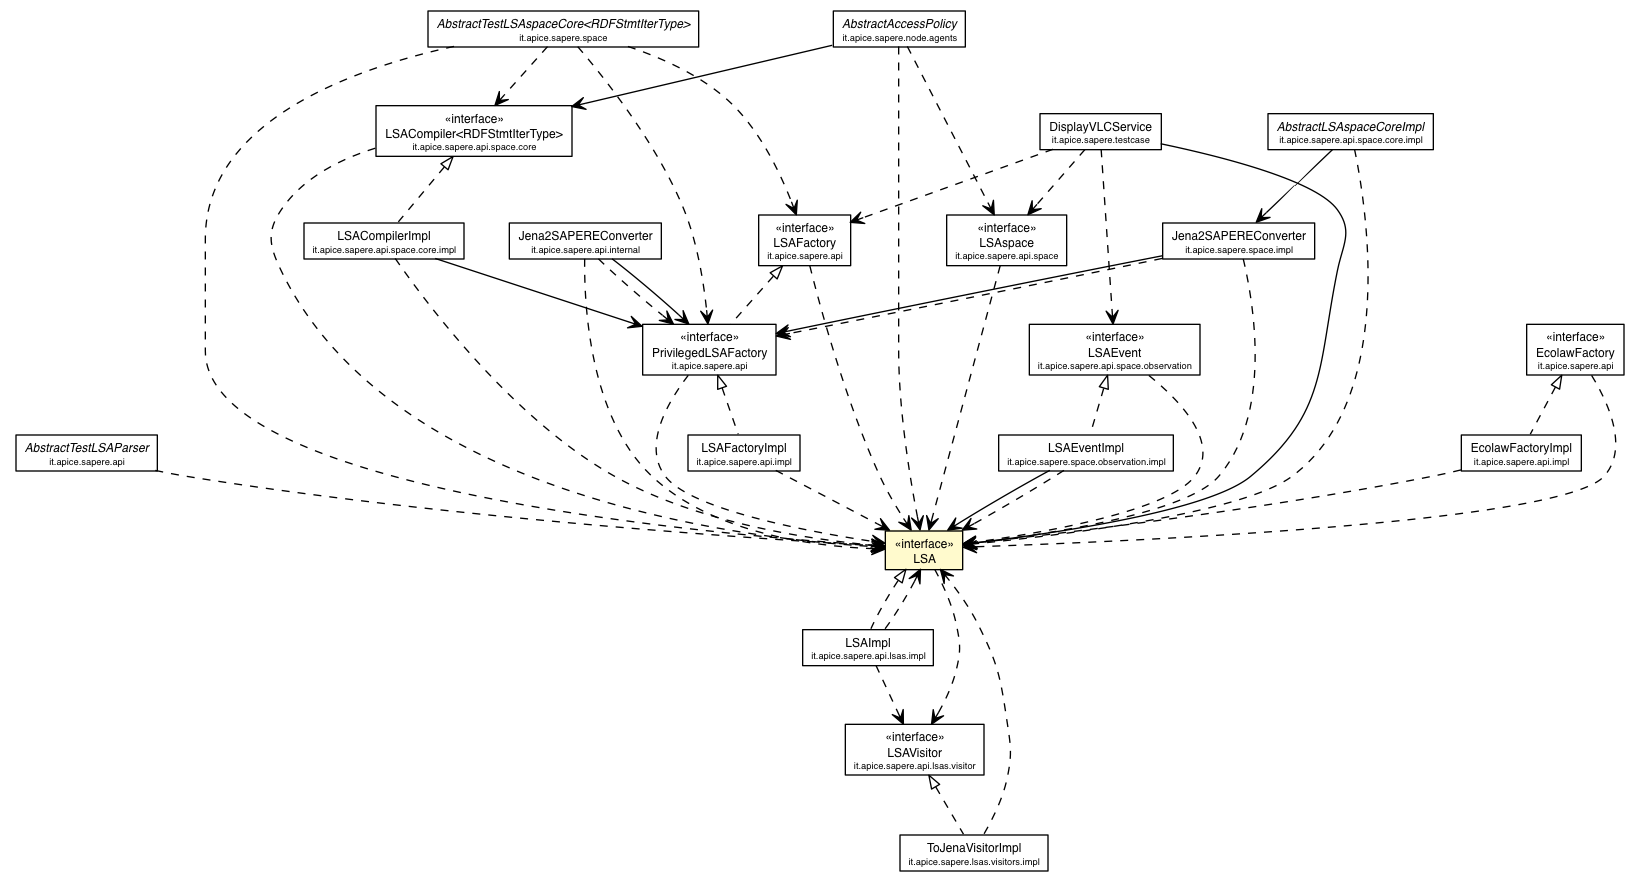 AbstractTestLSAspaceCore<RDFStmtIterType>
it.apice.sapere.space
AbstractAccessPolicy
it.apice.sapere.node.agents
«interface»
LSACompiler<RDFStmtIterType>
it.apice.sapere.api.space.core
DisplayVLCService
it.apice.sapere.testcase
AbstractLSAspaceCoreImpl
it.apice.sapere.api.space.core.impl
LSACompilerImpl
it.apice.sapere.api.space.core.impl
Jena2SAPEREConverter
it.apice.sapere.api.internal
«interface»
LSAFactory
it.apice.sapere.api
«interface»
LSAspace
it.apice.sapere.api.space
Jena2SAPEREConverter
it.apice.sapere.space.impl
«interface»
PrivilegedLSAFactory
it.apice.sapere.api
«interface»
LSAEvent
it.apice.sapere.api.space.observation
«interface»
EcolawFactory
it.apice.sapere.api
AbstractTestLSAParser
it.apice.sapere.api
LSAFactoryImpl
it.apice.sapere.api.impl
LSAEventImpl
it.apice.sapere.space.observation.impl
EcolawFactoryImpl
it.apice.sapere.api.impl
«interface»
LSA
LSAImpl
it.apice.sapere.api.lsas.impl
«interface»
LSAVisitor
it.apice.sapere.api.lsas.visitor
ToJenaVisitorImpl
it.apice.sapere.lsas.visitors.impl